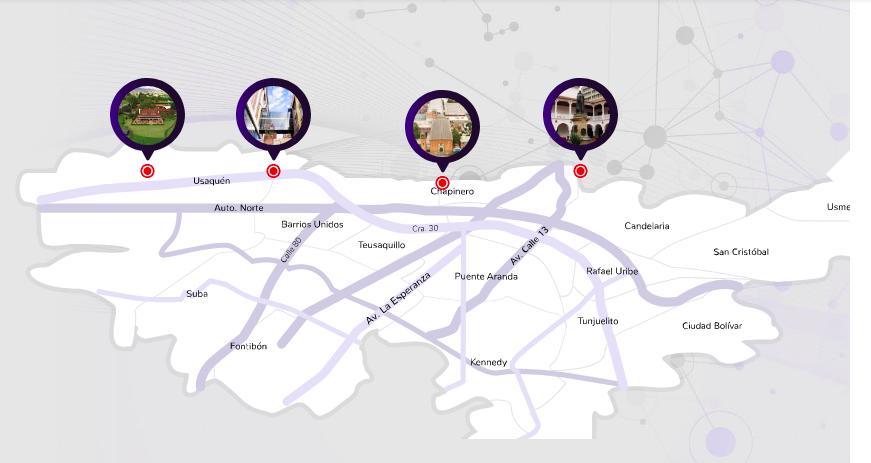 Usaquén
Chapinero
Auto. Norte
Usme
Barrios Unidos
Cra. 30
Candelaria
Calle 80
Teusaquillo
Av. Calle 13
San Cristóbal
Puente Aranda
Rafael Uribe
Av. La Esperanza
Suba
Tunjuelito
Ciudad Bolívar
Fontibón
Kennedy